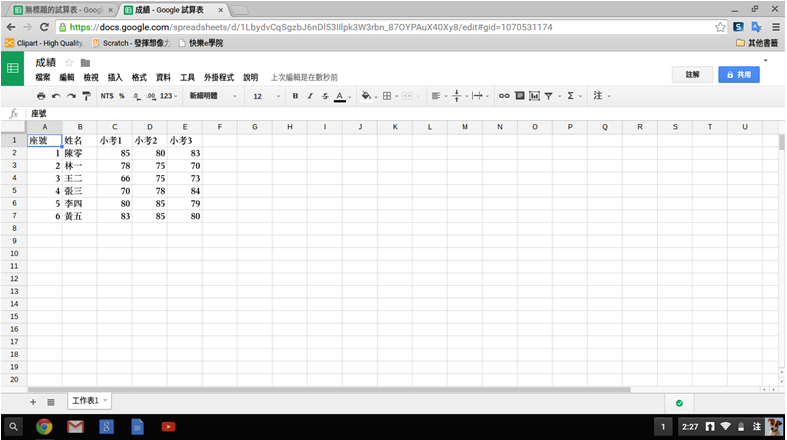 無標題的試算表 - Google
成績 - Google 試算表
https://docs.google.com/spreadsheets/d/1LbydvCqSgzbJ6nDl53IIlpk3W3rbn_87OYPAuX40Xy8/edit#gid=1070531174
Clipart - High Quality, Scratch - 發揮想像力 快樂e學院 其他書籤
成績
檔案 編輯 檢視 插入 格式 資料 工具 外掛程式 說明 上次編輯是在數秒前
註解 共用
NT$ % .0 .00 123 新細明體 12 B I S A Σ 注
fx 座號
A B C D E F G H I J K L M N O P Q R S T U
1 座號 姓名 小考1 小考2 小考3
2 1 陳零 85 80 83
3 2 林一 78 75 70
4 3 王二 66 75 73
5 4 張三 70 78 84
6 5 李四 80 85 79
7 6 黃五 83 85 80
8
9
10
11
12
13
14
15
16
17
18
19
20
工作表1
1 2:27 注